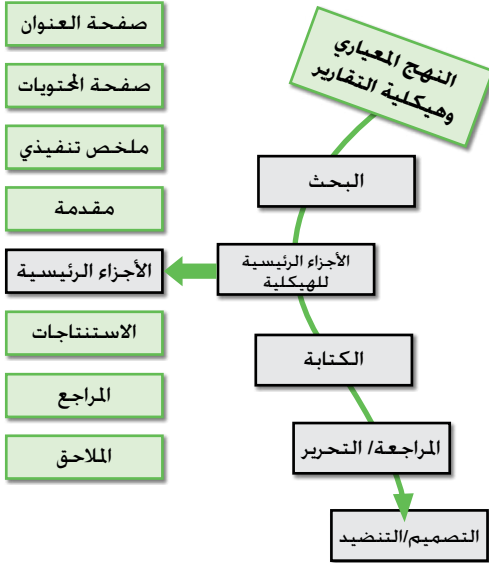 النهج المعياري
وهيكلية التقارير
البحث
الأجزاء الرئيسية
للهيكلية
الكتابة
المراجعة/ التحرير
التصميم/التنضيد
صفحة العنوان
صفحة المحتويات
ملخص تنفيذي
مقدمة
الأجزاء الرئيسية
الاستنتاجات
المراجع
الملاحق